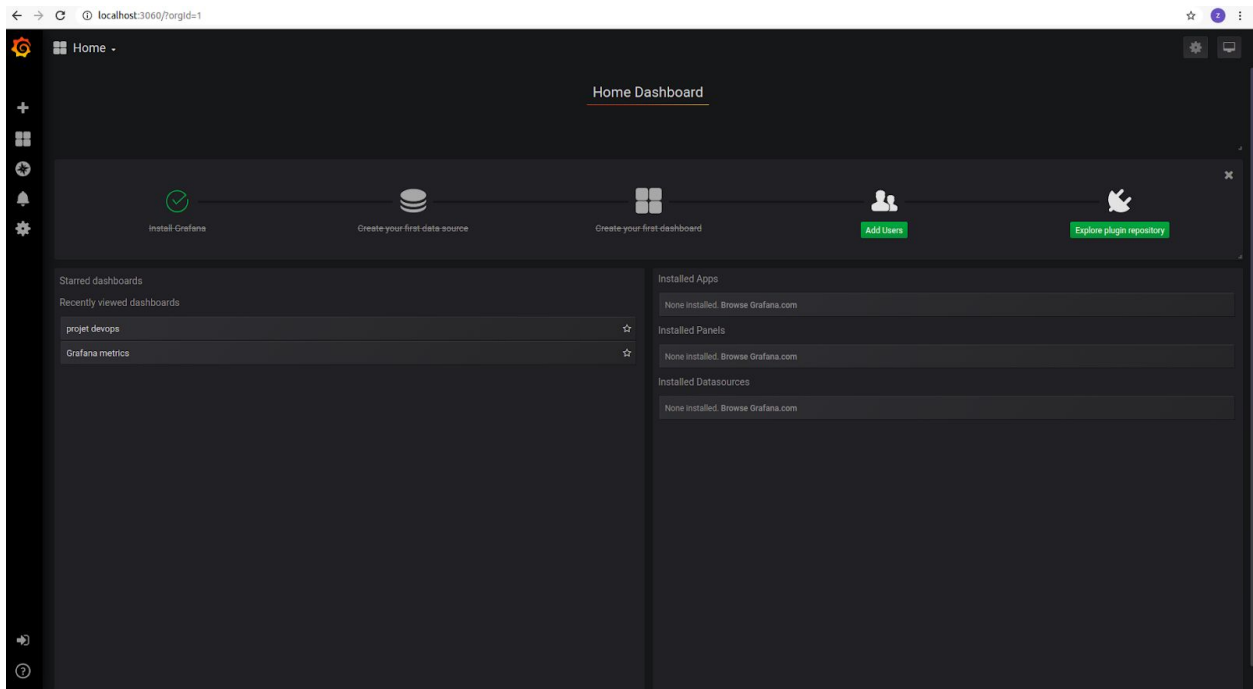 localhost:3060/?orgId=1
Z
Home
Home Dashboard
Install Grafana
Create your first data source
Create your first dashboard
Add Users
Explore plugin repository
Starred dashboards
Recently viewed dashboards
projet devops
Grafana metrics
Installed Apps
None installed. Browse Grafana.com
Installed Panels
None installed. Browse Grafana.com
Installed Datasources
None installed. Browse Grafana.com